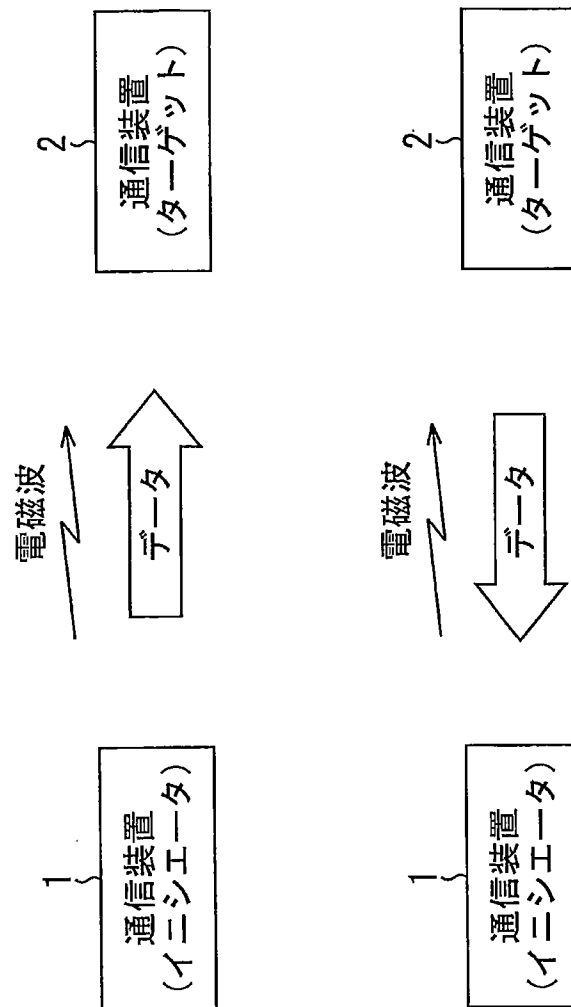 1
通信装置
(イニシエータ)
電磁波
データ
2
通信装置
(ターゲット)
1
通信装置
(イニシエータ)
電磁波
データ
2
通信装置
(ターゲット)